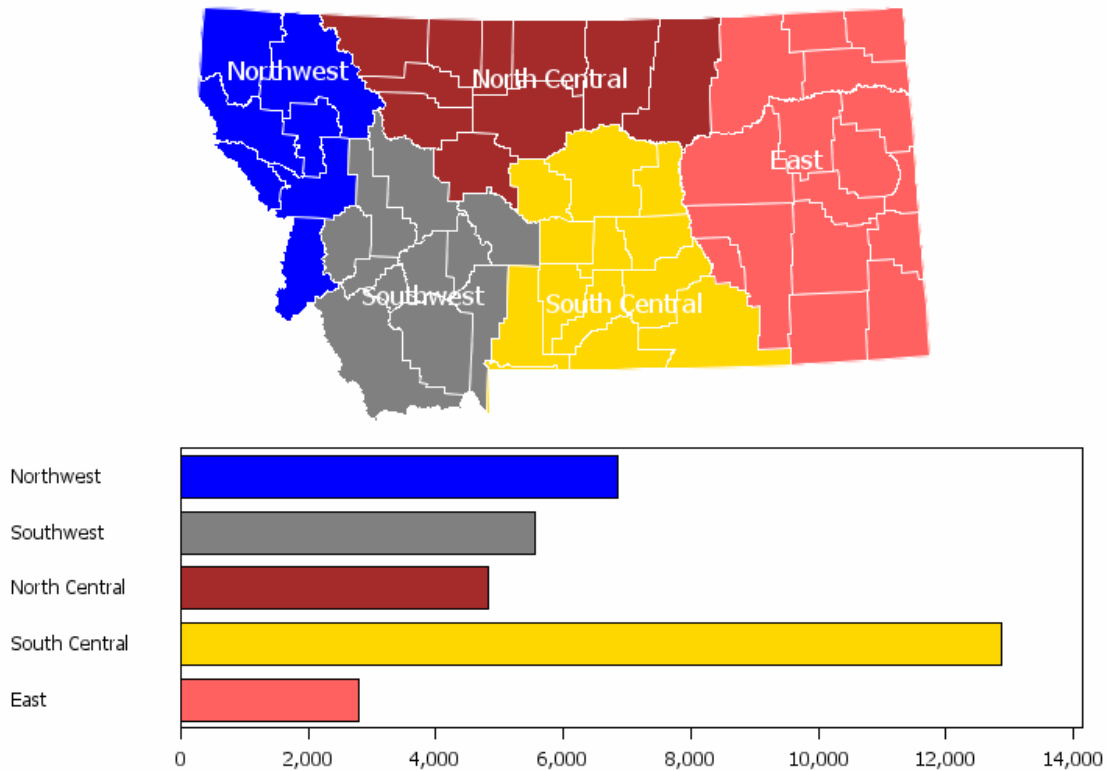 Northwest
North Central
East
Southwest
South Central
Northwest
Southwest
North Central
South Central
East
0 2,000 4,000 6,000 8,000 10,000 12,000 14,000